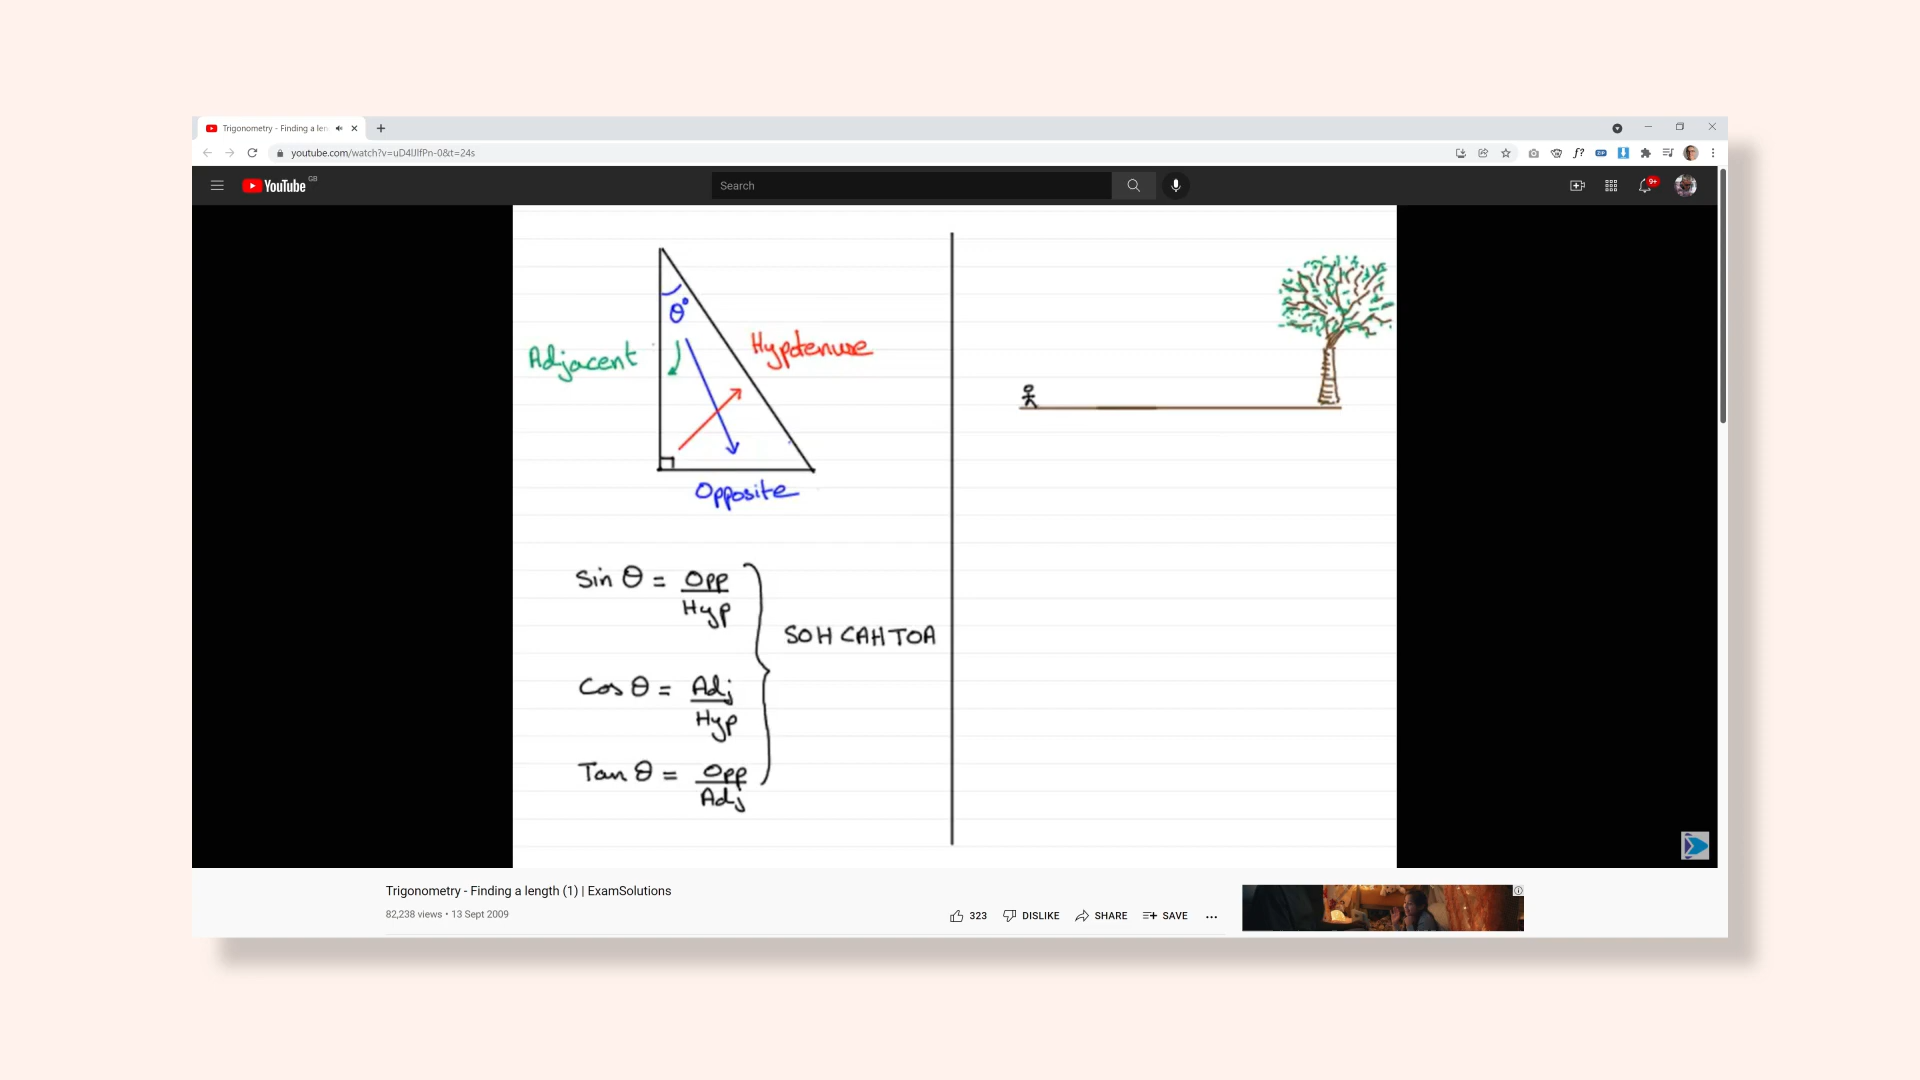 Trigonometry - Finding a len
youtube.com/watch?v=uD4lJlfPn-0&t=24s
YouTube GB
Search
9+
θ°
Adjacent
Hypotenuse
Opposite
Sin θ = Opp
Hyp
SOH CAH TOA
Cos θ = Adj
Hyp
Tan θ = Opp
Adj
Trigonometry - Finding a length (1) | ExamSolutions
82,238 views • 13 Sept 2009
323 DISLIKE SHARE SAVE